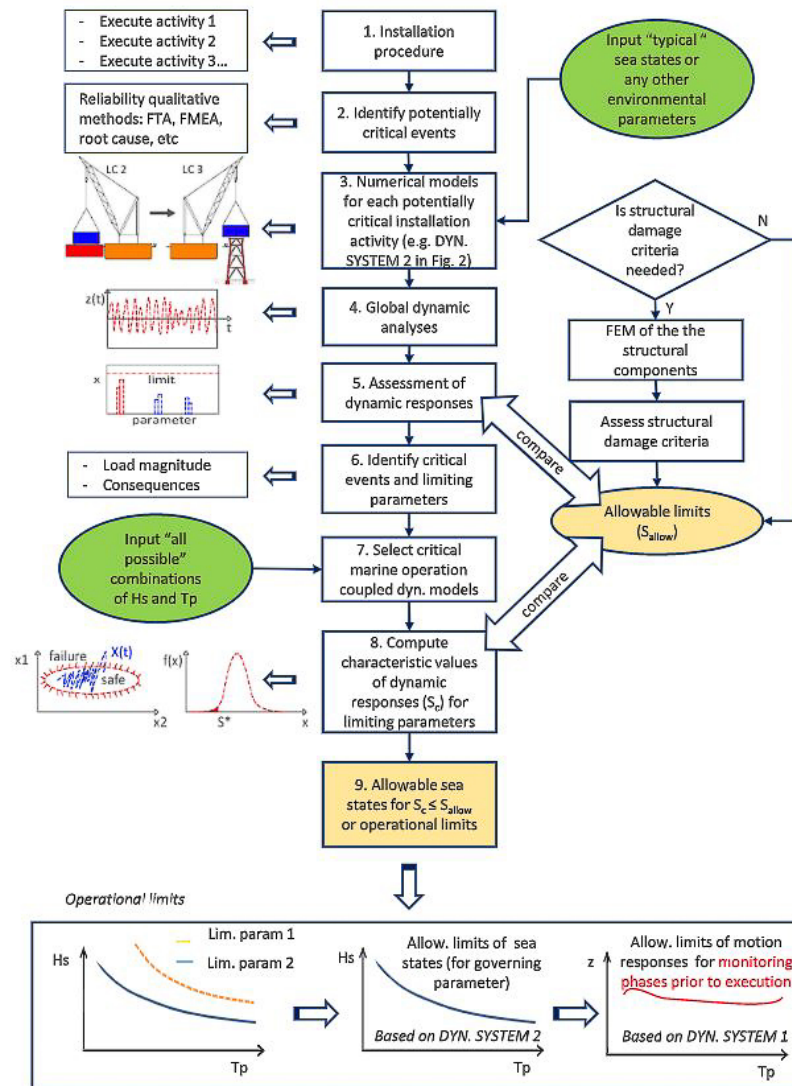 - Execute activity 1
- Execute activity 2
- Execute activity 3...
1. Installation
procedure
Input "typical "
sea states or
any other
environmental
parameters
Reliability qualitative
methods: FTA, FMEA,
root cause, etc
2. Identify potentially
critical events
LC 2
LC 3
3. Numerical models
for each potentially
critical installation
activity (e.g. DYN.
SYSTEM 2 in Fig. 2)
Is
structural
damage
criteria
needed?
N
Y
z(t)
t
4. Global dynamic
analyses
FEM of the the
structural
components
x
limit
parameter
5. Assessment of
dynamic responses
Assess structural
damage criteria
compare
- Load magnitude
- Consequences
6. Identify critical
events and limiting
parameters
Allowable limits
(Sallow)
Input "all
possible"
combinations
of Hs and Tp
7. Select critical
marine operation
coupled dyn. models
compare
x1
failure
X(t)
safe
x2
f(x)
S*
x
8. Compute
characteristic values
of dynamic
responses (Sc) for
limiting parameters
9. Allowable sea
states for Sc ≤ Sallow
or operational limits
Operational limits
Hs
Lim. param 1
Lim. param 2
Tp
Hs
Allow. limits of sea
states (for governing
parameter)
Based on DYN. SYSTEM 2
Tp
z
Allow. limits of motion
responses for monitoring
phases prior to execution
Based on DYN. SYSTEM 1
Tp